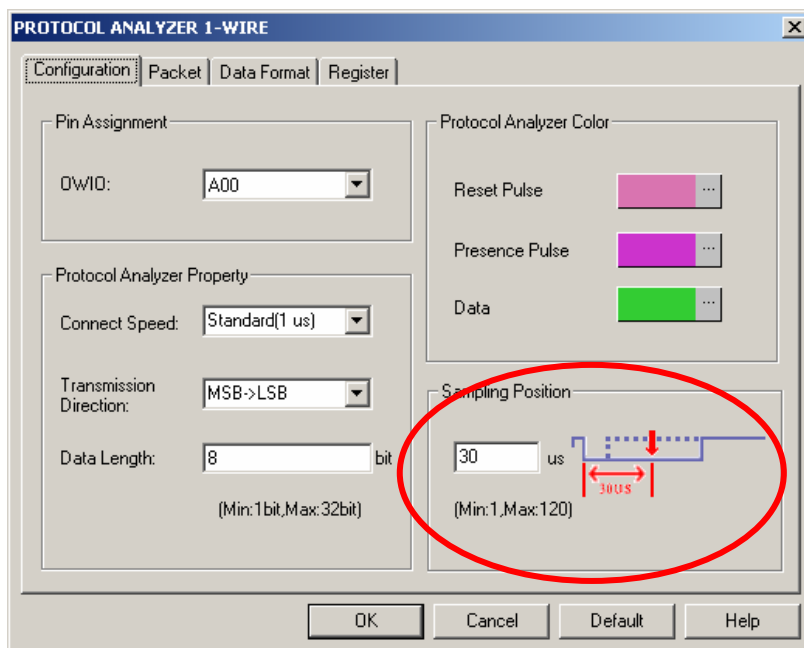 PROTOCOL ANALYZER 1-WIRE
Configuration Packet Data Format Register
Pin Assignment
OWIO: A00
Protocol Analyzer Property
Connect Speed: Standard(1 us)
Transmission Direction: MSB->LSB
Data Length: 8 bit
(Min:1bit,Max:32bit)
Protocol Analyzer Color
Reset Pulse ...
Presence Pulse ...
Data ...
Sampling Position
30 us
30US
(Min:1,Max:120)
OK Cancel Default Help